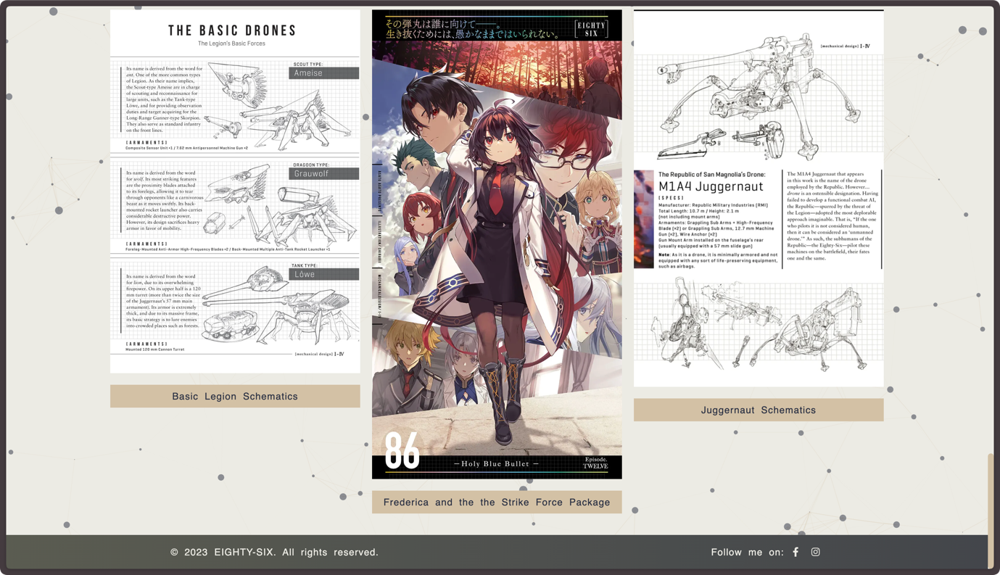 THE BASIC DRONES
The Legion's Basic Forces
Its name is derived from the word for
ant. One of the more common types
of Legion. As their name implies,
the Scout-type Ameise are in charge
of scouting and reconnaissance for
large units, such as the Tank-type
Löwe, and for providing observation
duties and target acquiring for the
Long-Range Gunner-type Skorpion.
They also serve as standard infantry
on the front lines.
SCOUT TYPE:
Ameise
[ARMAMENTS]
Composite Sensor Unit ×1 / 7.62 mm Antipersonnel Machine Gun ×2
Its name is derived from the word
for wolf. Its most striking features
are the proximity blades attached
to its forelegs, allowing it to tear
through opponents like a carnivorous
beast as it moves swiftly. Its back-
mounted rocket launcher also carries
considerable destructive power.
However, its design sacrifices heavy
armor in favor of mobility.
DRAGOON TYPE:
Grauwolf
[ARMAMENTS]
Foreleg-Mounted Anti-Armor High-Frequency Blades ×2 / Back-Mounted Multiple Anti-Tank Rocket Launcher ×1
Its name is derived from the word
for lion, due to its overwhelming
firepower. On its upper half is a 120
mm turret (more than twice the size
of the Juggernaut's 57 mm main
armament). Its armor is extremely
thick, and due to its massive frame,
its basic strategy is to lure enemies
into crowded places such as forests.
TANK TYPE:
Löwe
[ARMAMENTS]
Mounted 120 mm Cannon Turret
[mechanical design] I-IV
Basic Legion Schematics
その弾丸は誰に向けて――。
生き抜くためには、愚かなままではいられない。
EIGHTY
SIX
ASATO ASATO PRESENTS
ILLUSTRATION / SHIRABII
MECHANICALDESIGN / I-IV
86
―Holy Blue Bullet―
Episode.
TWELVE
Frederica and the the Strike Force Package
[mechanical design] I-IV
The Republic of San Magnolia's Drone:
M1A4 Juggernaut
[SPECS]
Manufacturer: Republic Military Industries (RMI)
Total Length: 10.7 m / Height: 2.1 m
(not including mount arms)
Armaments: Grappling Sub Arms + High-Frequency
Blade (×2) or Grappling Sub Arms, 12.7 mm Machine
Gun (×2), Wire Anchor (×2)
Gun Mount Arm installed on the fuselage's rear
(usually equipped with a 57 mm slide gun)
Note: As it is a drone, it is minimally armored and not
equipped with any sort of life-preserving equipment,
such as airbags.
The M1A4 Juggernaut that appears
in this work is the name of the drone
employed by the Republic. However...
drone is an ostensible designation. Having
failed to develop a functional combat AI,
the Republic—spurred by the threat of
the Legion—adopted the most deplorable
approach imaginable. That is, "If the one
who pilots it is not considered human,
then it can be considered an 'unmanned
drone.'" As such, the subhumans of the
Republic—the Eighty-Six—pilot these
machines on the battlefield, their fates
one and the same.
Juggernaut Schematics
© 2023 EIGHTY-SIX. All rights reserved.
Follow me on: